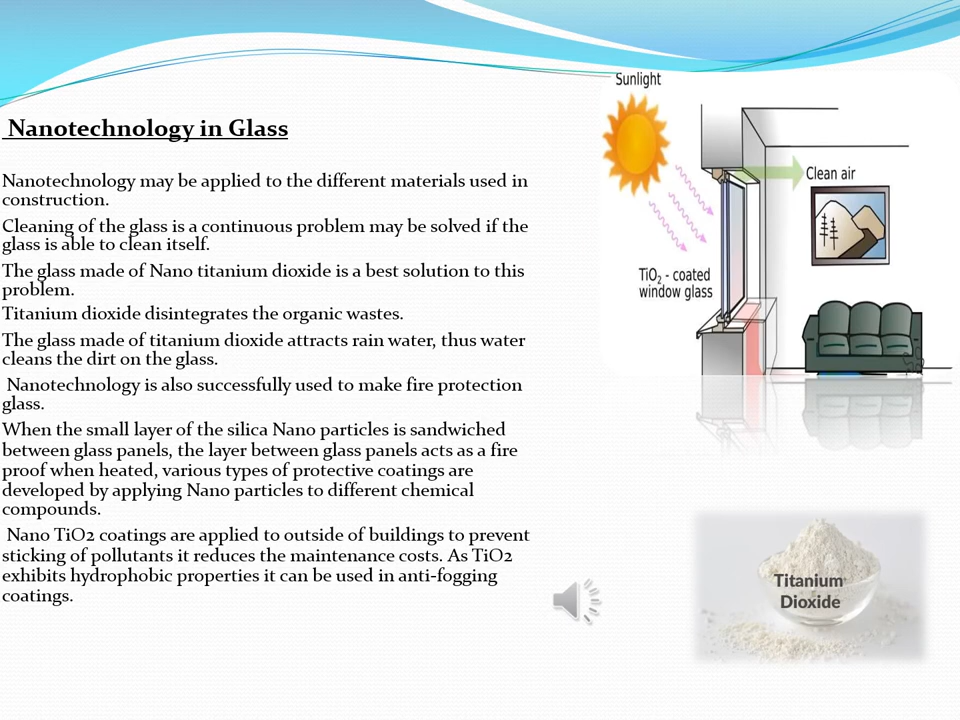 Nanotechnology in Glass
Nanotechnology may be applied to the different materials used in
construction.
Cleaning of the glass is a continuous problem may be solved if the
glass is able to clean itself.
The glass made of Nano titanium dioxide is a best solution to this
problem.
Titanium dioxide disintegrates the organic wastes.
The glass made of titanium dioxide attracts rain water, thus water
cleans the dirt on the glass.
Nanotechnology is also successfully used to make fire protection
glass.
When the small layer of the silica Nano particles is sandwiched
between glass panels, the layer between glass panels acts as a fire
proof when heated, various types of protective coatings are
developed by applying Nano particles to different chemical
compounds.
Nano TiO2 coatings are applied to outside of buildings to prevent
sticking of pollutants it reduces the maintenance costs. As TiO2
exhibits hydrophobic properties it can be used in anti-fogging
coatings.
Sunlight
Clean air
TiO₂ - coated
window glass
Titanium
Dioxide